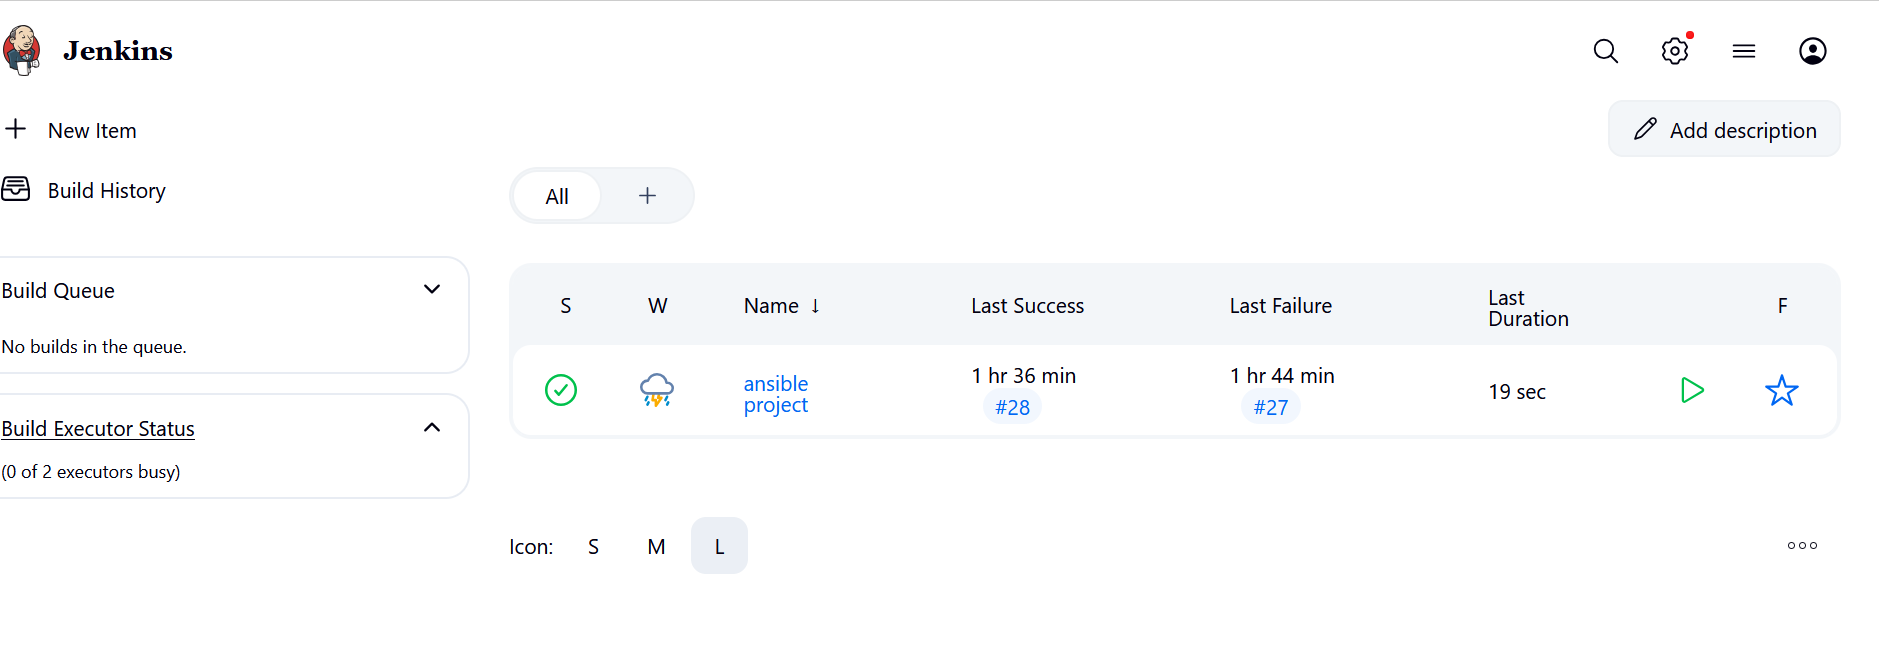 Jenkins
New Item
Add description
Build History
All
Build Queue
No builds in the queue.
Build Executor Status
(0 of 2 executors busy)
S W Name ↓ Last Success Last Failure Last Duration F
ansible project 1 hr 36 min #28 1 hr 44 min #27 19 sec
Icon: S M L